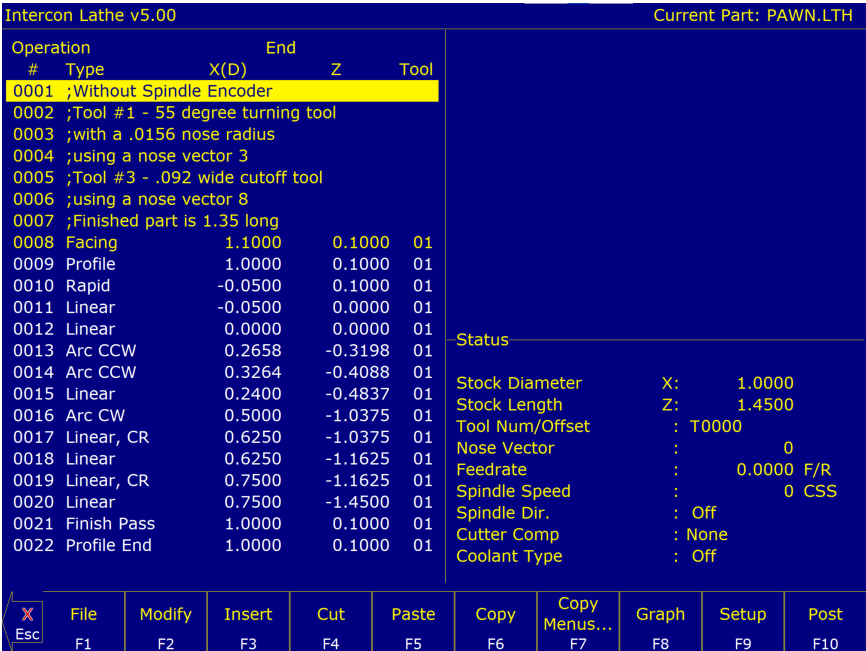 Intercon Lathe v5.00 Current Part: PAWN.LTH
Operation End
# Type X(D) Z Tool
0001 ;Without Spindle Encoder
0002 ;Tool #1 - 55 degree turning tool
0003 ;with a .0156 nose radius
0004 ;using a nose vector 3
0005 ;Tool #3 - .092 wide cutoff tool
0006 ;using a nose vector 8
0007 ;Finished part is 1.35 long
0008 Facing 1.1000 0.1000 01
0009 Profile 1.0000 0.1000 01
0010 Rapid -0.0500 0.1000 01
0011 Linear -0.0500 0.0000 01
0012 Linear 0.0000 0.0000 01
0013 Arc CCW 0.2658 -0.3198 01
0014 Arc CCW 0.3264 -0.4088 01
0015 Linear 0.2400 -0.4837 01
0016 Arc CW 0.5000 -1.0375 01
0017 Linear, CR 0.6250 -1.0375 01
0018 Linear 0.6250 -1.1625 01
0019 Linear, CR 0.7500 -1.1625 01
0020 Linear 0.7500 -1.4500 01
0021 Finish Pass 1.0000 0.1000 01
0022 Profile End 1.0000 0.1000 01
Status
Stock Diameter X: 1.0000
Stock Length Z: 1.4500
Tool Num/Offset : T0000
Nose Vector : 0
Feedrate : 0.0000 F/R
Spindle Speed : 0 CSS
Spindle Dir. : Off
Cutter Comp : None
Coolant Type : Off
X Esc
File F1
Modify F2
Insert F3
Cut F4
Paste F5
Copy F6
Copy
Menus...
F7
Graph F8
Setup F9
Post F10